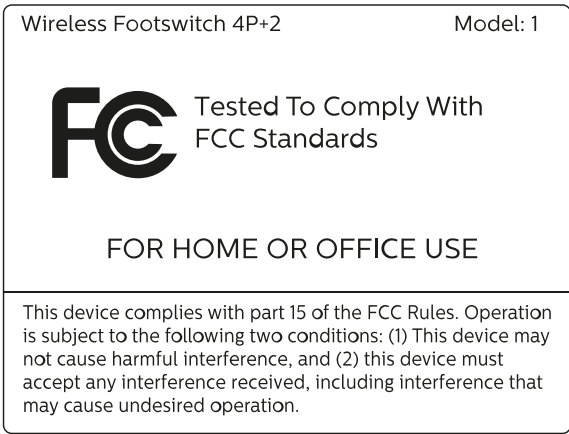 Wireless Footswitch 4P+2 Model: 1
FC Tested To Comply With
FCC Standards
FOR HOME OR OFFICE USE
This device complies with part 15 of the FCC Rules. Operation
is subject to the following two conditions: (1) This device may
not cause harmful interference, and (2) this device must
accept any interference received, including interference that
may cause undesired operation.